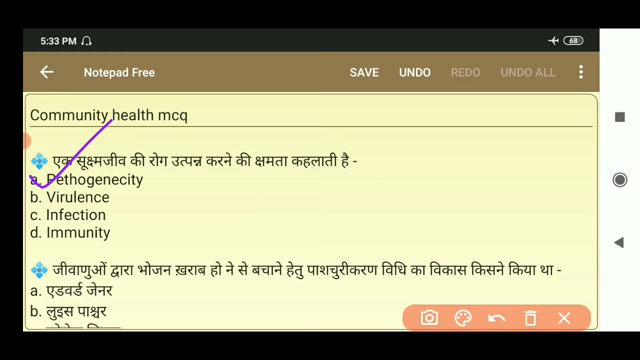 5:33 PM
68
Notepad Free
SAVE
UNDO
REDO
UNDO ALL
Community health mcq
एक सूक्ष्मजीव की रोग उत्पन्न करने की क्षमता कहलाती है -
a. Pethogenecity
b. Virulence
c. Infection
d. Immunity
जीवाणुओं द्वारा भोजन ख़राब हो ने से बचाने हेतु पाशचुरीकरण विधि का विकास किसने किया था -
a. एडवर्ड जेनर
b. लुइस पाश्चर